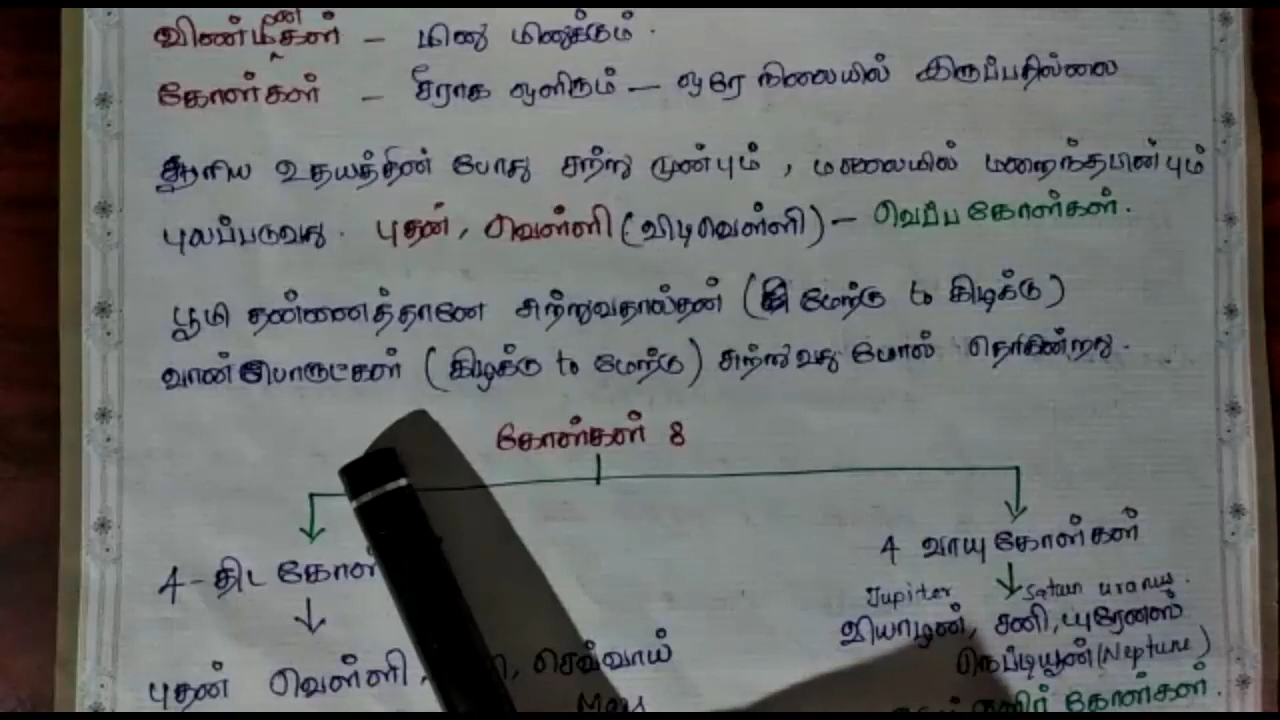 விண்மீன்கள் - மினு மினுக்கும்.
கோள்கள் - சீராக ஒளிரும் - ஒரே நிலையில் இருப்பதில்லை
சூரிய உதயத்தின் போது சற்று முன்பும், மாலையில் மறைந்தபின்பும்
புலப்படுவது. புதன், வெள்ளி (விடிவெள்ளி) - வெப்ப கோள்கள்.
பூமி தன்னைத்தானே சுற்றுவதால்தன் (மேற்கு to கிழக்கு)
வான்பொருட்கள் (கிழக்கு to மேற்கு) சுற்றுவது போல் தெரிகின்றது.
கோள்கள் 8
4 - திட கோள்
4 வாயு கோள்கள்
Jupiter Saturn uranus.
வியாழன், சனி, யுரேனஸ்
நெப்டியூன் (Neptune)
புதன் வெள்ளி, செவ்வாய்
Mars
கோள்கள்.